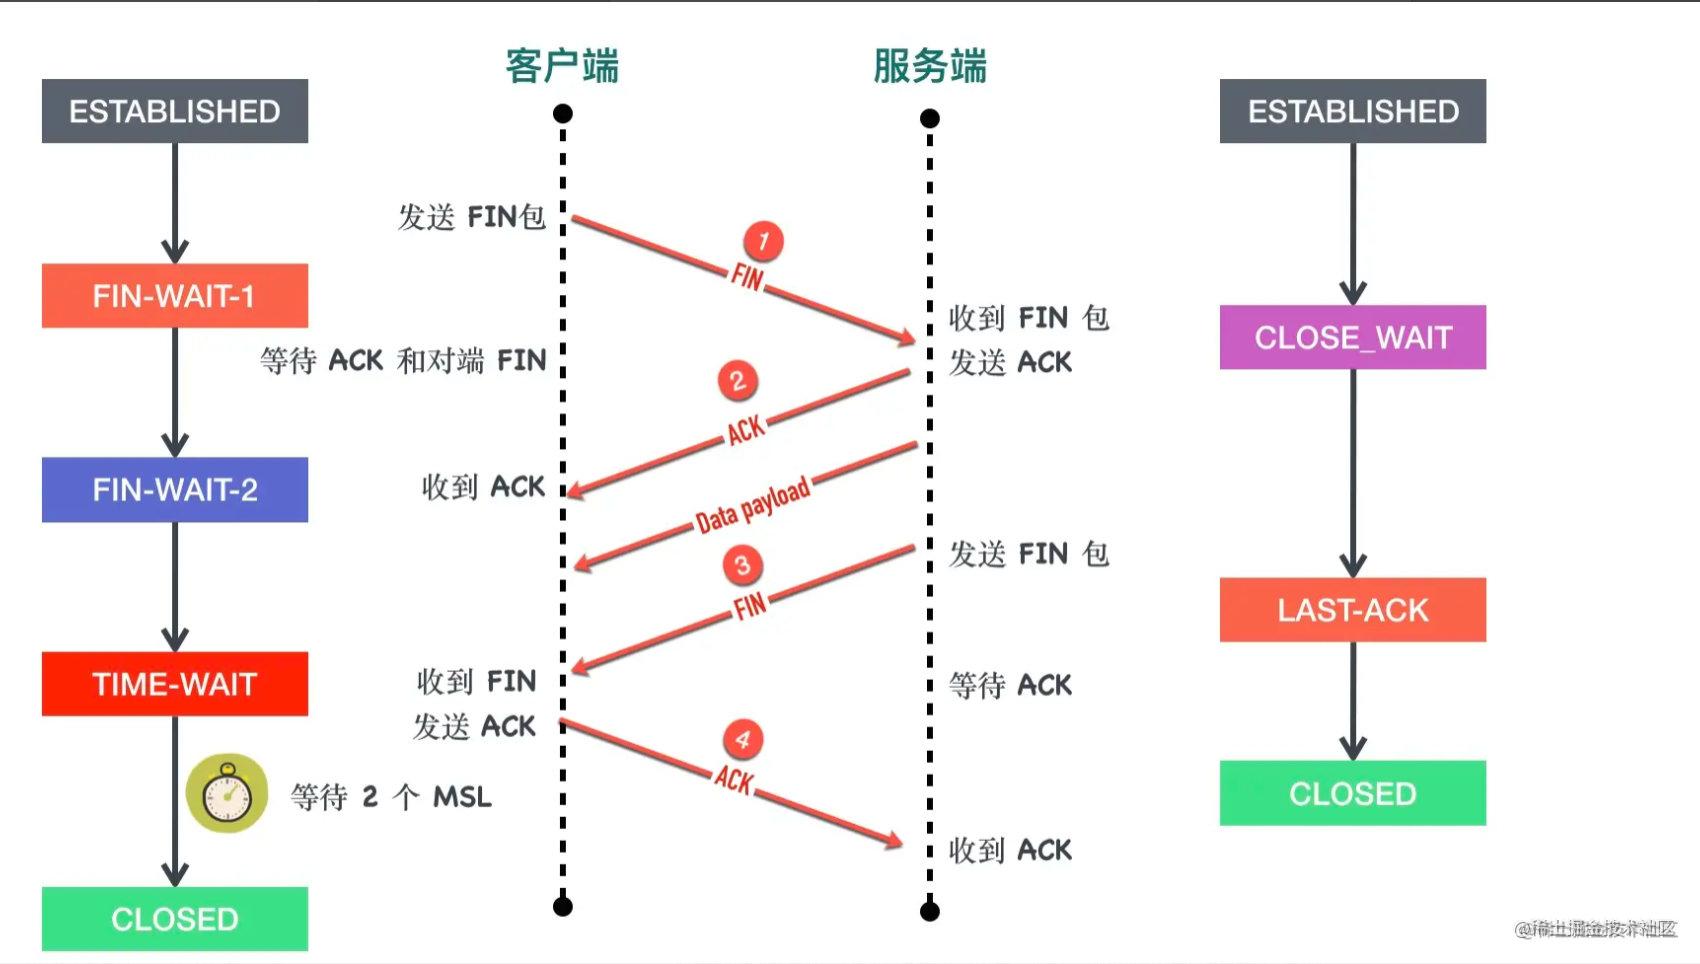 客户端
服务端
ESTABLISHED
ESTABLISHED
发送 FIN包
1
FIN
FIN-WAIT-1
收到 FIN 包
CLOSE_WAIT
等待 ACK 和对端 FIN
发送 ACK
2
ACK
FIN-WAIT-2
收到 ACK
Data payload
3
发送 FIN 包
FIN
LAST-ACK
TIME-WAIT
收到 FIN
等待 ACK
发送 ACK
4
ACK
等待 2 个 MSL
CLOSED
收到 ACK
CLOSED
@稀土掘金技术社区